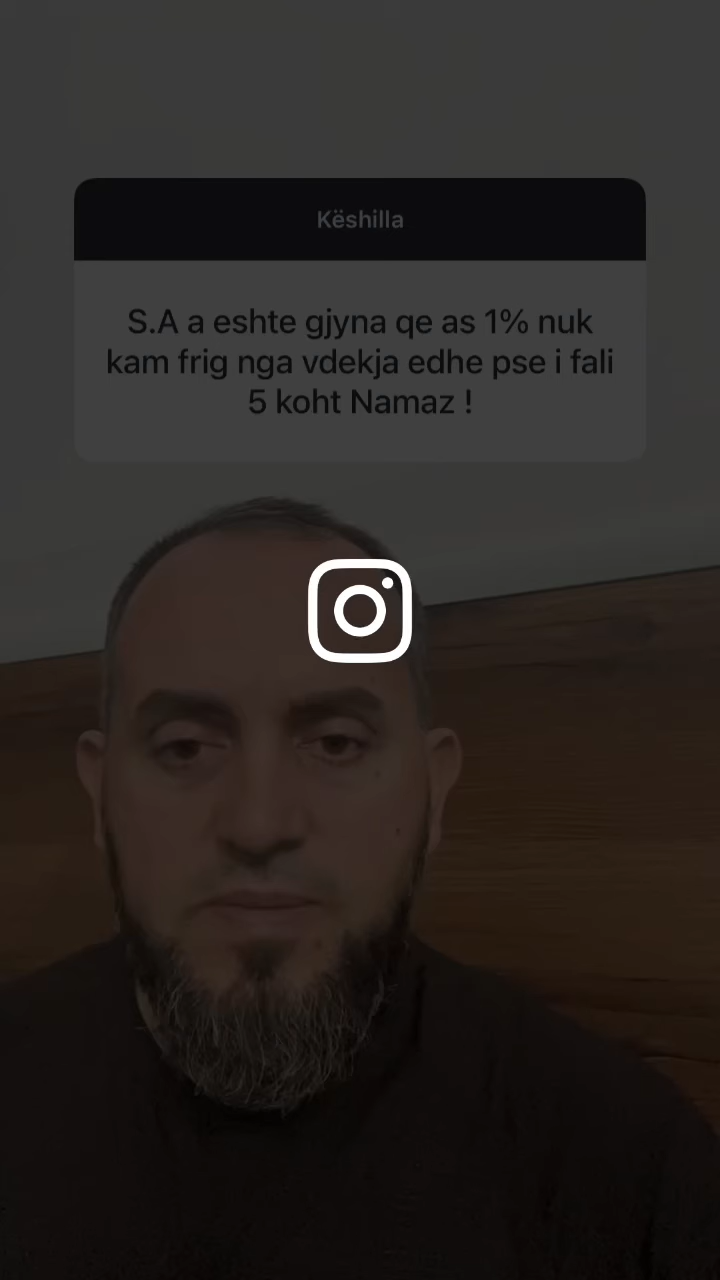 Këshilla
S.A a eshte gjyna qe as 1% nuk
kam frig nga vdekja edhe pse i fali
5 koht Namaz !